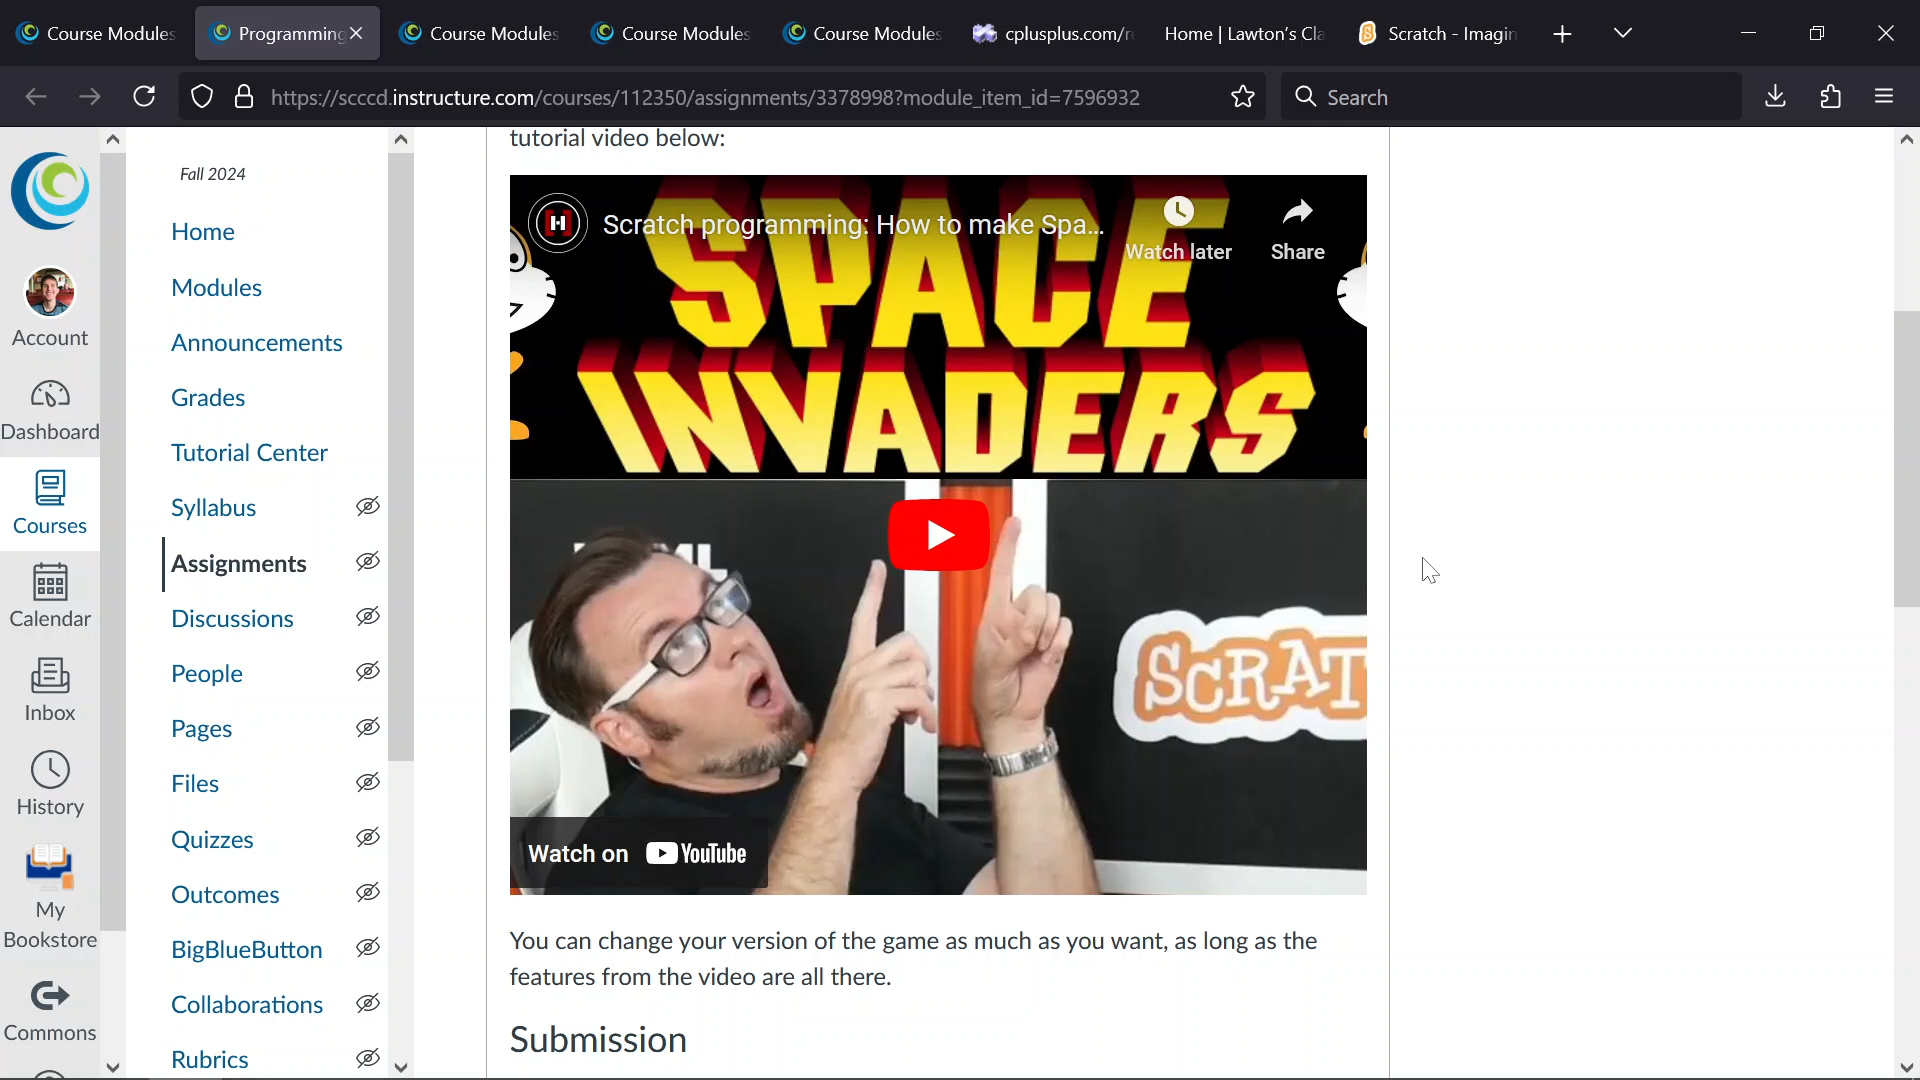 Course Modules
Programming
Course Modules
Course Modules
Course Modules
cplusplus.com/r
Home | Lawton's Cla
Scratch - Imagin
https://scccd.instructure.com/courses/112350/assignments/3378998?module_item_id=7596932
Search
Account
Dashboard
Courses
Calendar
Inbox
History
My
Bookstore
Commons
Fall 2024
Home
Modules
Announcements
Grades
Tutorial Center
Syllabus
Assignments
Discussions
People
Pages
Files
Quizzes
Outcomes
BigBlueButton
Collaborations
Rubrics
tutorial video below:
H
Scratch programming: How to make Spa...
Watch later
Share
SPACE
INVADERS
SCRAT
Watch on YouTube
You can change your version of the game as much as you want, as long as the
features from the video are all there.
Submission